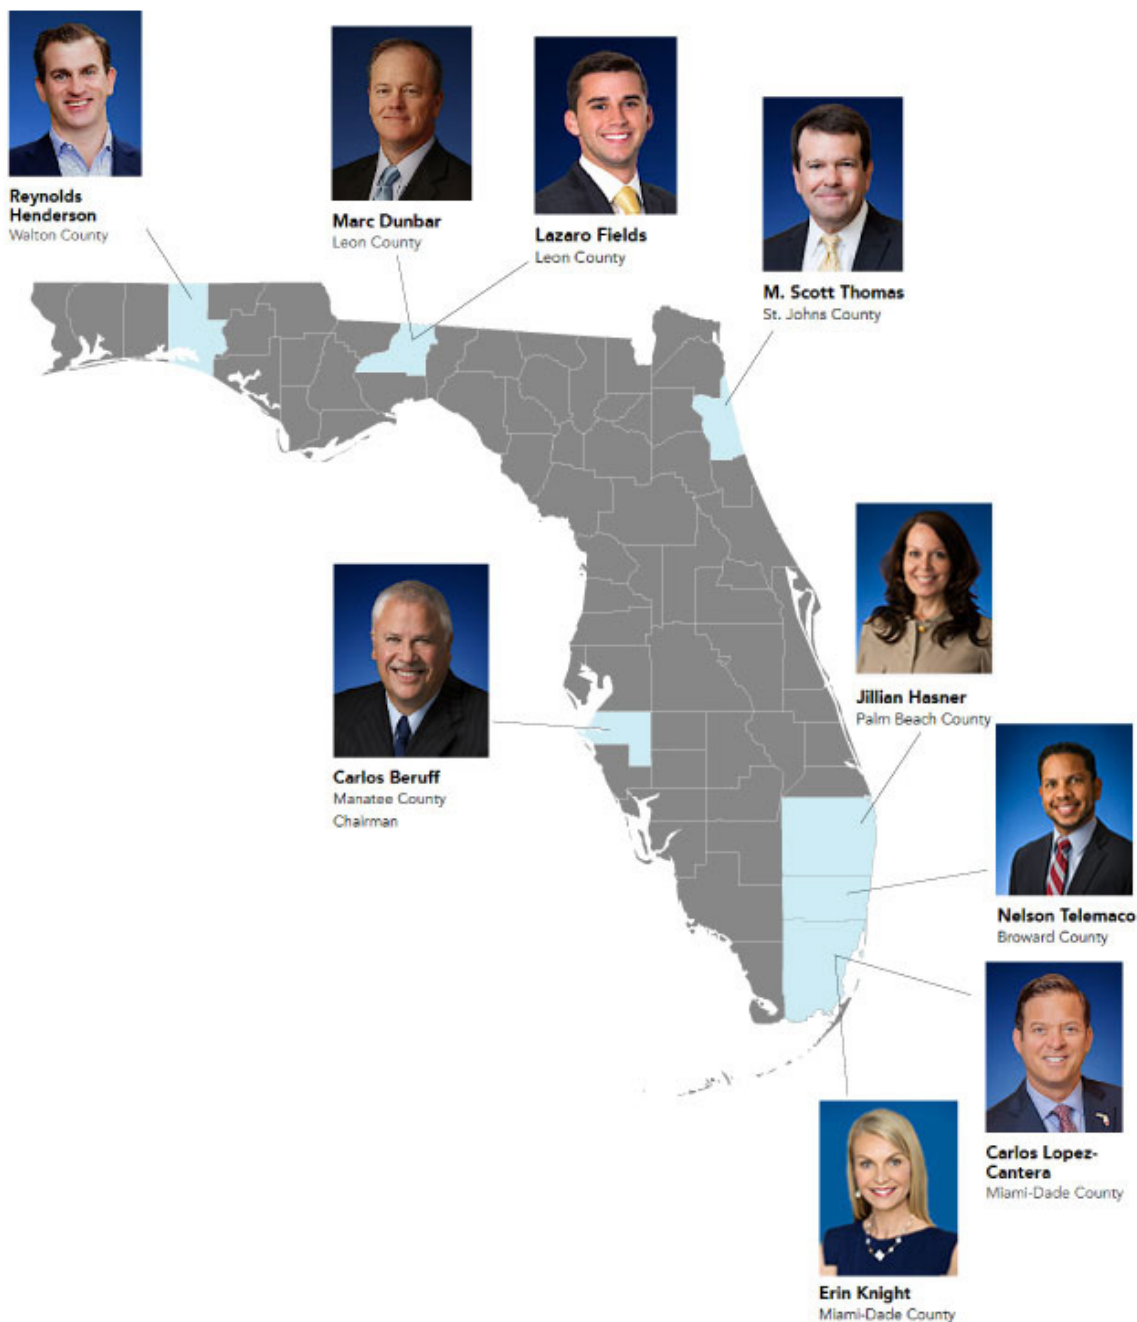 Reynolds
Henderson
Walton County
Marc Dunbar
Leon County
Lazaro Fields
Leon County
M. Scott Thomas
St. Johns County
Jillian Hasner
Palm Beach County
Carlos Beruff
Manatee County
Chairman
Nelson Telemaco
Broward County
Carlos Lopez-
Cantera
Miami-Dade County
Erin Knight
Miami-Dade County